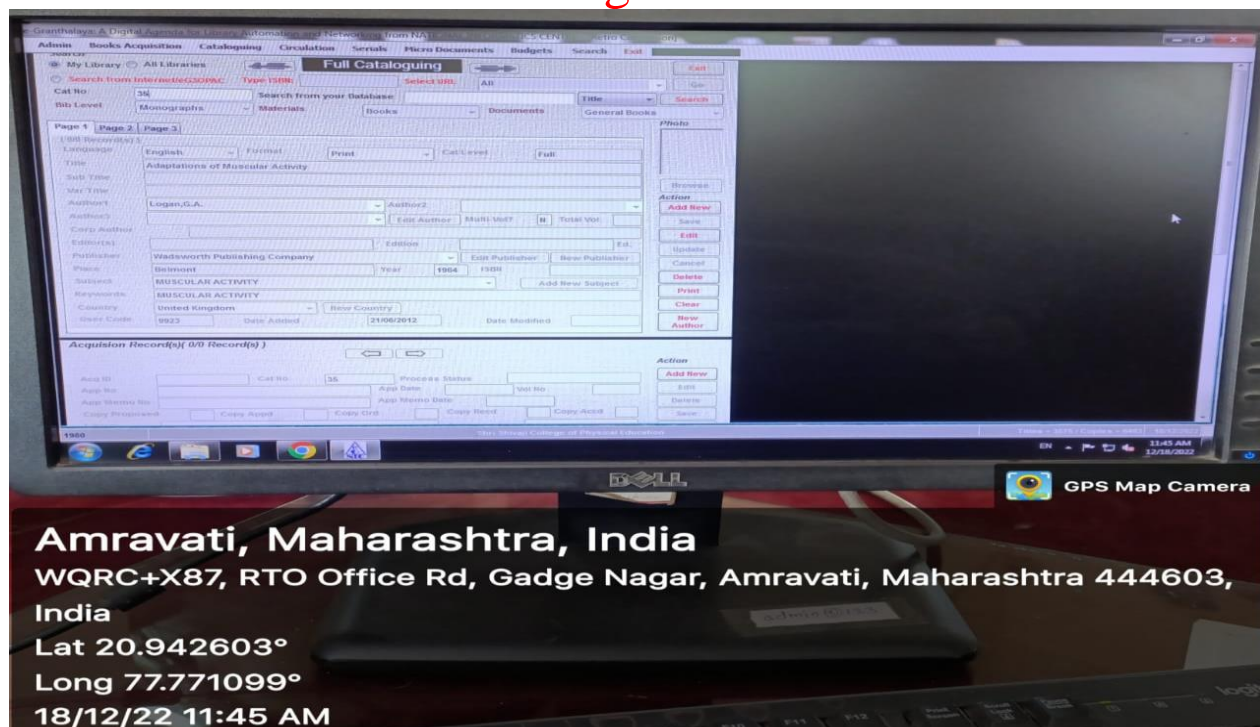 e-Granthalaya: A Digital Agenda for Library Automation and Networking from
Admin Books Acquisition Cataloguing Circulation Serials Micro Documents Budgets Search Exit
My Library All Libraries Full Cataloguing Exit
Search from Internet/eGSOPAC Type ISBN: Select URL All Go
Cat No 35 Search from your Database Title Search
Bib Level Monographs Materials Books Documents General Books
Page 1 Page 2 Page 3 Photo
Language English Format Print Cat Level Full
Title Adaptations of Muscular Activity
Sub Title
Var Title Browse
Action
Author1 Logan,G.A. Author2 Add New
Author3 Edit Author Multi-Vol? N Total Vol: Save
Corp Author Edit
Editor(s) Edition Ed. Update
Publisher Wadsworth Publishing Company Edit Publisher New Publisher Cancel
Place Belmont Year 1964 ISBN Delete
Subject MUSCULAR ACTIVITY Add New Subject Print
Keywords MUSCULAR ACTIVITY Clear
Country United Kingdom New Country New Author
User Code 9923 Date Added 21/06/2012 Date Modified
Acquision Record(s)( 0/0 Record(s) )
Action
Acq ID Cat No 35 Process Status Add New
App No App Date Vol No Edit
App Memo No App Memo Date Delete
Copy Proposed Copy Appd Copy Ord Copy Recd Copy Accd Save
1980 Shri Shivaji College of Physical Education
EN 11:45 AM
12/18/2022
DELL
GPS Map Camera
Amravati, Maharashtra, India
WQRC+X87, RTO Office Rd, Gadge Nagar, Amravati, Maharashtra 444603,
India
Lat 20.942603°
Long 77.771099°
18/12/22 11:45 AM
F11 F12